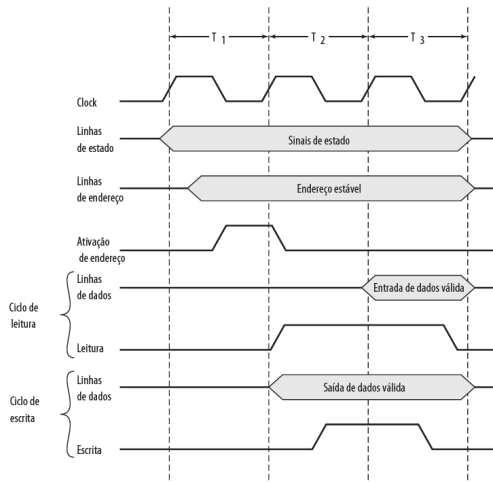 T 1 T 2 T 3
Clock
Linhas
de estado
Sinais de estado
Linhas
de endereço
Endereço estável
Ativação
de endereço
Ciclo de
leitura
Linhas
de dados
Entrada de dados válida
Leitura
Ciclo de
escrita
Linhas
de dados
Saída de dados válida
Escrita